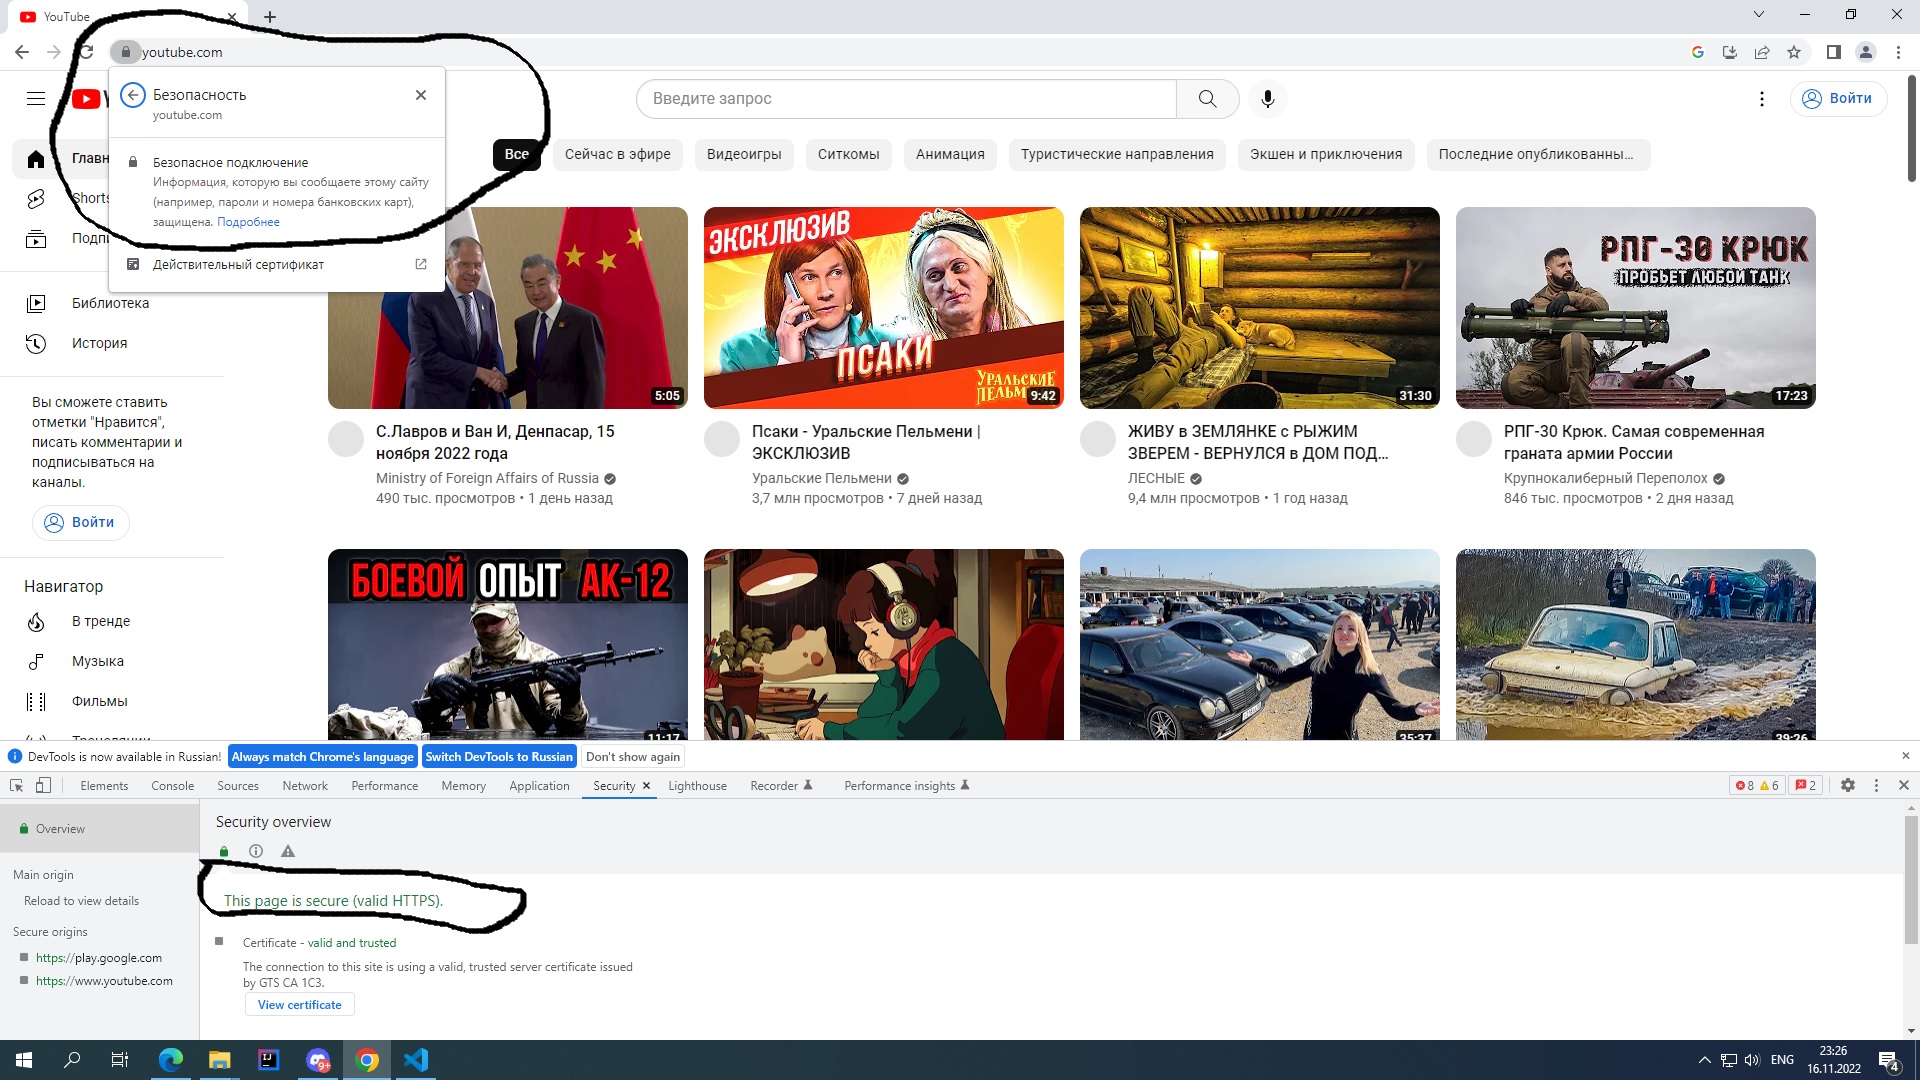 YouTube
youtube.com
Безопасность
youtube.com
Безопасное подключение
Информация, которую вы сообщаете этому сайту
(например, пароли и номера банковских карт),
защищена. Подробнее
Действительный сертификат
Введите запрос
Войти
Все
Сейчас в эфире
Видеоигры
Ситкомы
Анимация
Туристические направления
Экшен и приключения
Последние опубликованны...
Главн
Shorts
Подпи
Библиотека
История
Вы сможете ставить
отметки "Нравится",
писать комментарии и
подписываться на
каналы.
Войти
Навигатор
В тренде
Музыка
Фильмы
Трансляции
5:05
С.Лавров и Ван И, Денпасар, 15
ноября 2022 года
Ministry of Foreign Affairs of Russia
490 тыс. просмотров • 1 день назад
ЭКСКЛЮЗИВ
ПСАКИ
УРАЛЬСКИЕ
ПЕЛЬМ
9:42
Псаки - Уральские Пельмени |
ЭКСКЛЮЗИВ
Уральские Пельмени
3,7 млн просмотров • 7 дней назад
31:30
ЖИВУ в ЗЕМЛЯНКЕ с РЫЖИМ
ЗВЕРЕМ - ВЕРНУЛСЯ в ДОМ ПОД...
ЛЕСНЫЕ
9,4 млн просмотров • 1 год назад
РПГ-30 КРЮК
ПРОБЬЕТ ЛЮБОЙ ТАНК
17:23
РПГ-30 Крюк. Самая современная
граната армии России
Крупнокалиберный Переполох
846 тыс. просмотров • 2 дня назад
БОЕВОЙ ОПЫТ АК-12
11:17
35:37
39:26
DevTools is now available in Russian!
Always match Chrome's language
Switch DevTools to Russian
Don't show again
Elements
Console
Sources
Network
Performance
Memory
Application
Security
Lighthouse
Recorder
Performance insights
8
6
2
Overview
Main origin
Reload to view details
Secure origins
https://play.google.com
https://www.youtube.com
Security overview
This page is secure (valid HTTPS).
Certificate - valid and trusted
The connection to this site is using a valid, trusted server certificate issued
by GTS CA 1C3.
View certificate
IJ
9+
ENG
23:26
16.11.2022
4